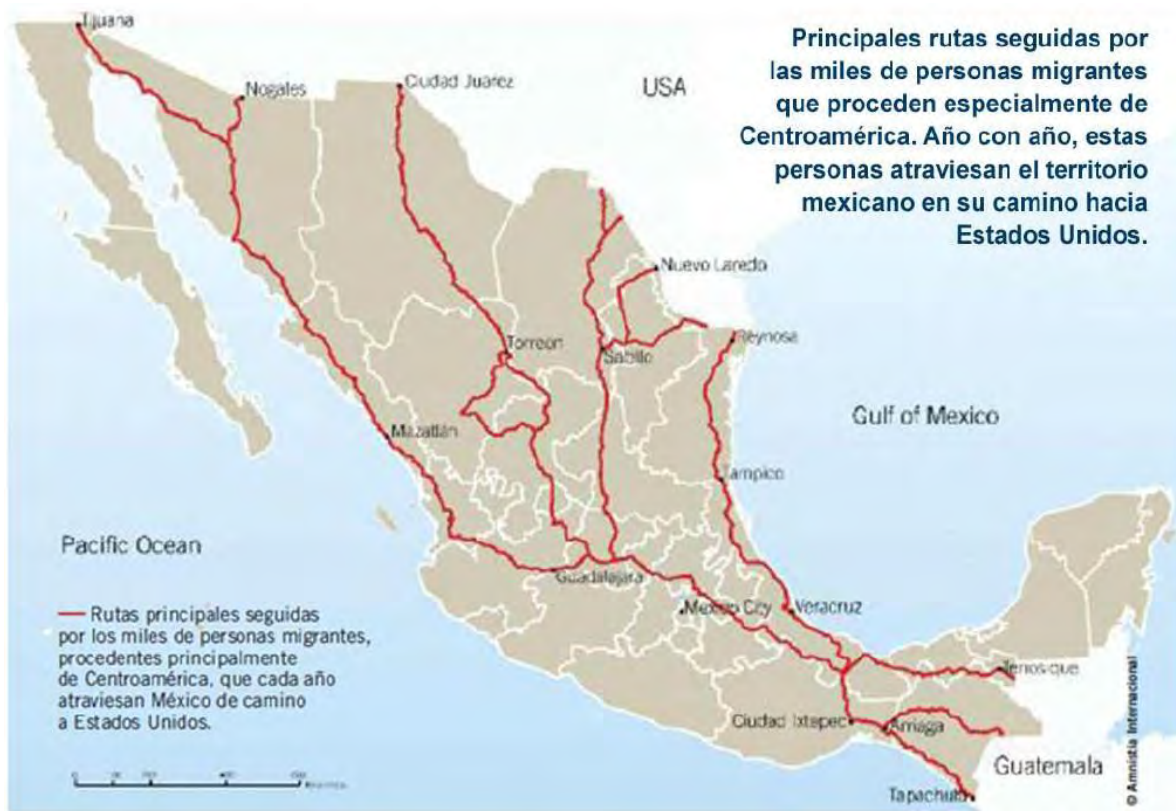 Tijuana
Nogales
Ciudad Juarez
USA
Principales rutas seguidas por
las miles de personas migrantes
que proceden especialmente de
Centroamérica. Año con año, estas
personas atraviesan el territorio
mexicano en su camino hacia
Estados Unidos.
Nuevo Laredo
Torreón
Reynosa
Gulf of Mexico
Mazatlán
Tampico
Pacific Ocean
Guadalajara
Mexico City
Veracruz
Rutas principales seguidas
por los miles de personas migrantes,
procedentes principalmente
de Centroamérica, que cada año
atraviesan México de camino
a Estados Unidos.
Tenosique
Ciudad Ixtepec
Arriaga
Guatemala
Tapachula
© Amnistía Internacional